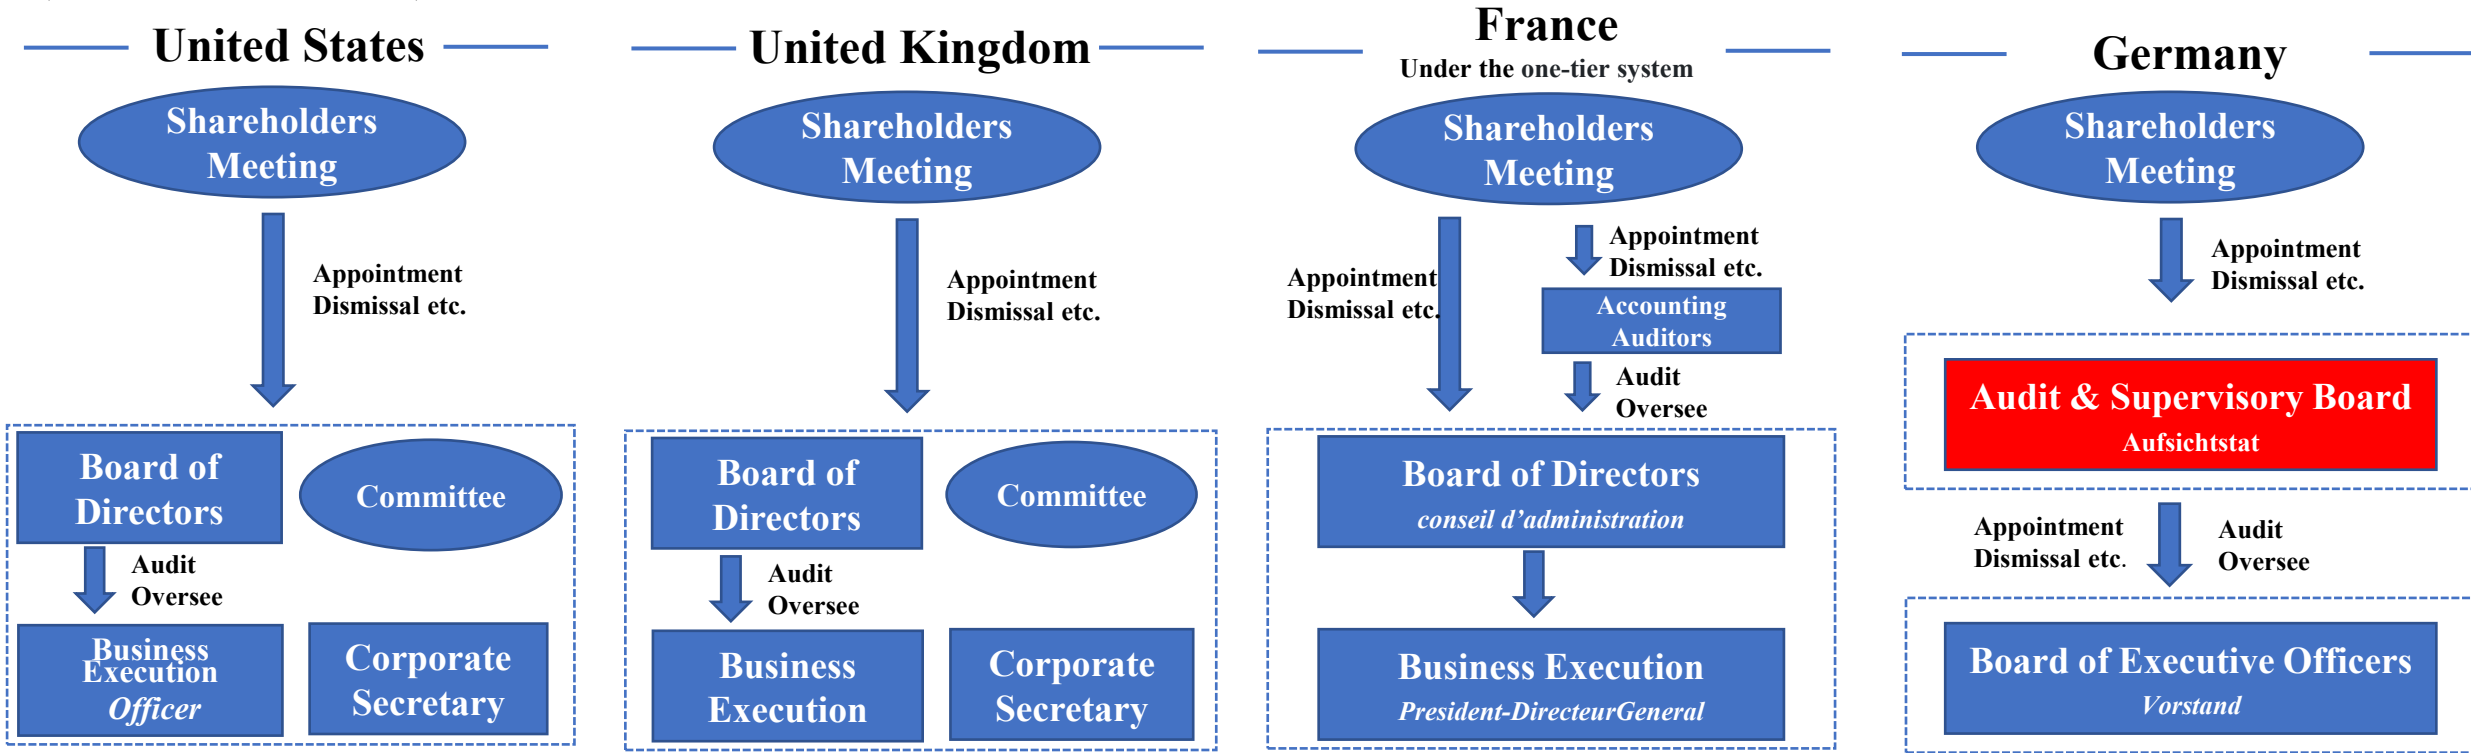 United States
Shareholders
Meeting
Appointment
Dismissal etc.
Board of
Directors
Committee
Audit
Oversee
Business
Execution
Officer
Corporate
Secretary
United Kingdom
Shareholders
Meeting
Appointment
Dismissal etc.
Board of
Directors
Committee
Audit
Oversee
Business
Execution
Corporate
Secretary
France
Under the one-tier system
Shareholders
Meeting
Appointment
Dismissal etc.
Appointment
Dismissal etc.
Accounting
Auditors
Audit
Oversee
Board of Directors
conseil d’administration
Business Execution
President-DirecteurGeneral
Germany
Shareholders
Meeting
Appointment
Dismissal etc.
Audit & Supervisory Board
Aufsichtstat
Appointment
Dismissal etc.
Audit
Oversee
Board of Executive Officers
Vorstand